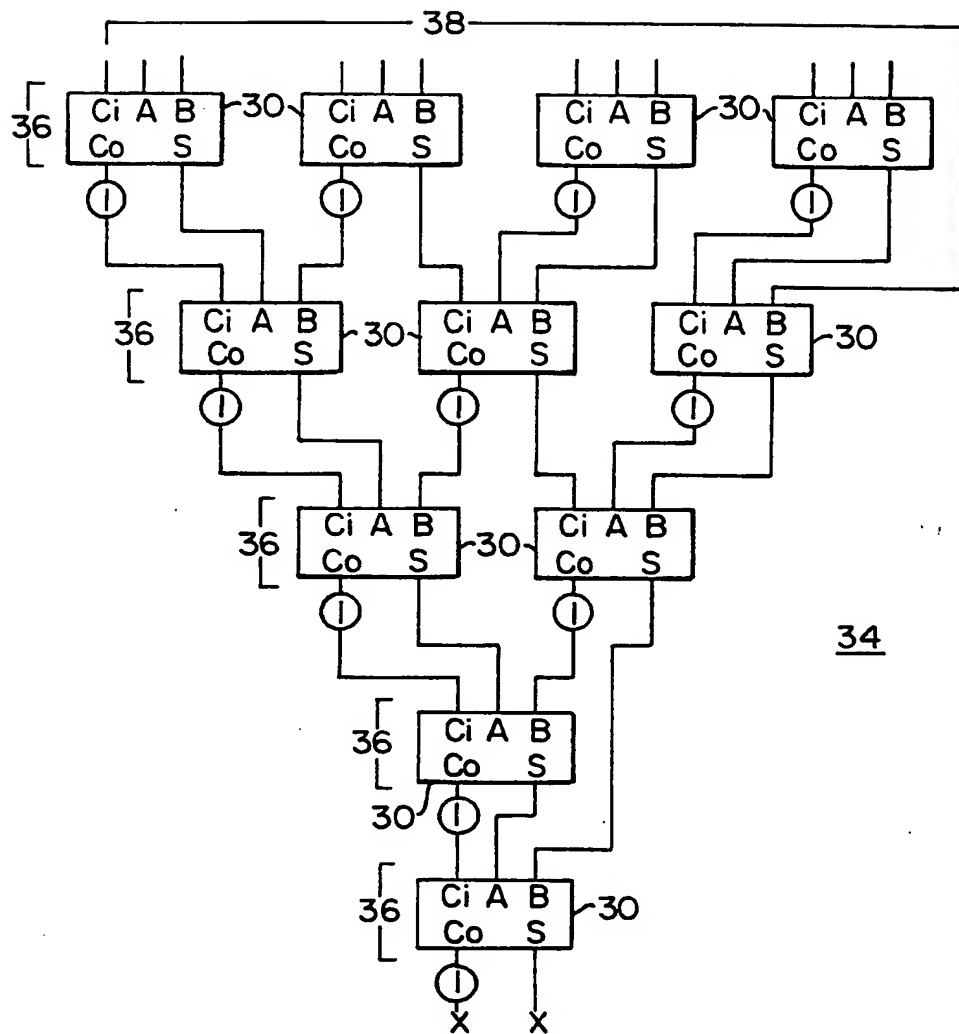 38
Ci A B 30 Ci A B Ci A B 30 Ci A B
36
Co S Co S Co S Co S
Ci A B Ci A B Ci A B
36 30 30
Co S Co S Co S
Ci A B Ci A B
36 30
Co S Co S
34
Ci A B
36
Co S
30
Ci A B
36 30
Co S
X X